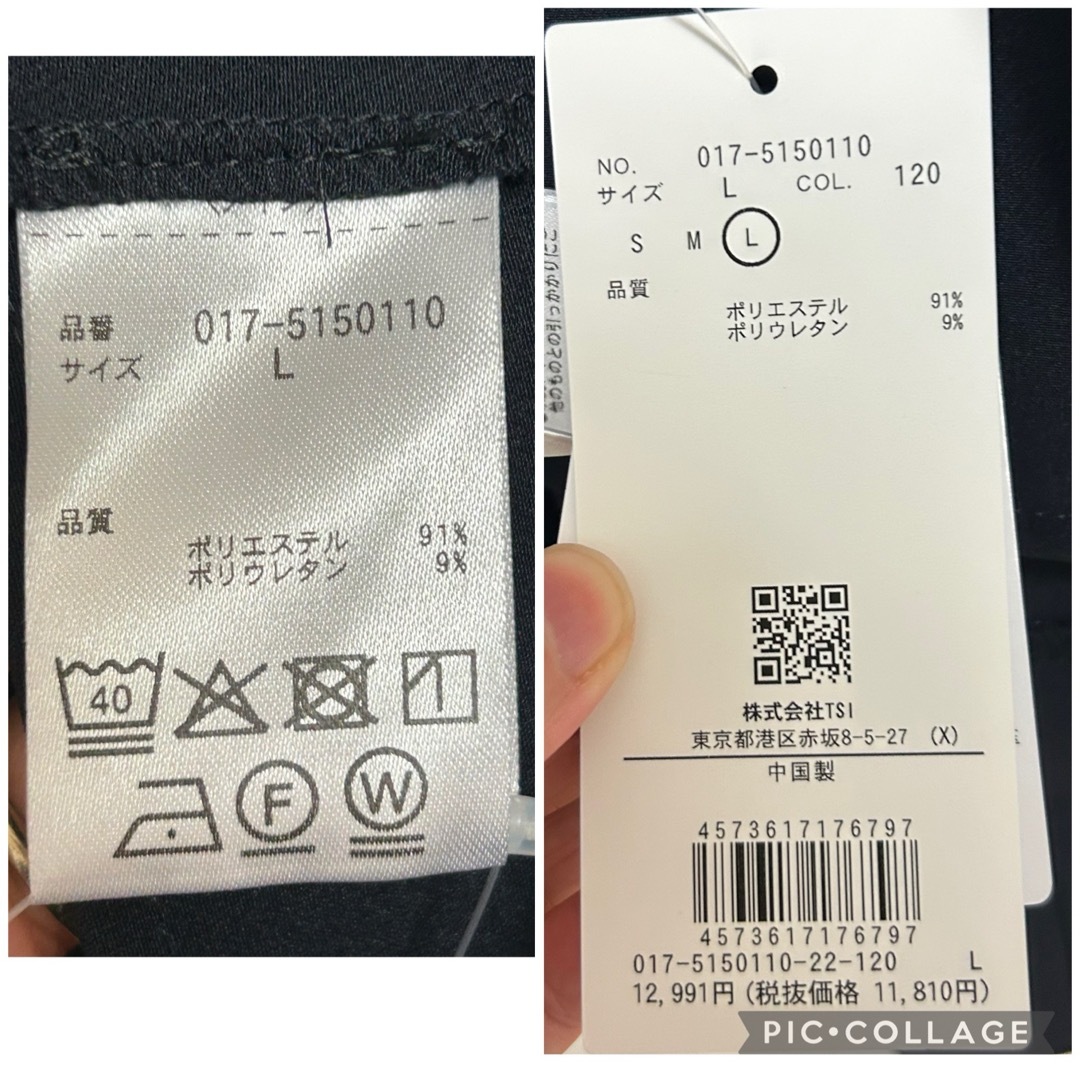 品番 017-5150110
サイズ L
品質
ポリエステル 91%
ポリウレタン 9%
40
1
F
W
NO. 017-5150110
サイズ L COL. 120
S M L
品質
ポリエステル 91%
ポリウレタン 9%
株式会社TSI
東京都港区赤坂8-5-27 (X)
中国製
4573617176797
4573617176797
017-5150110-22-120 L
12,991円(税抜価格 11,810円)
PIC•COLLAGE